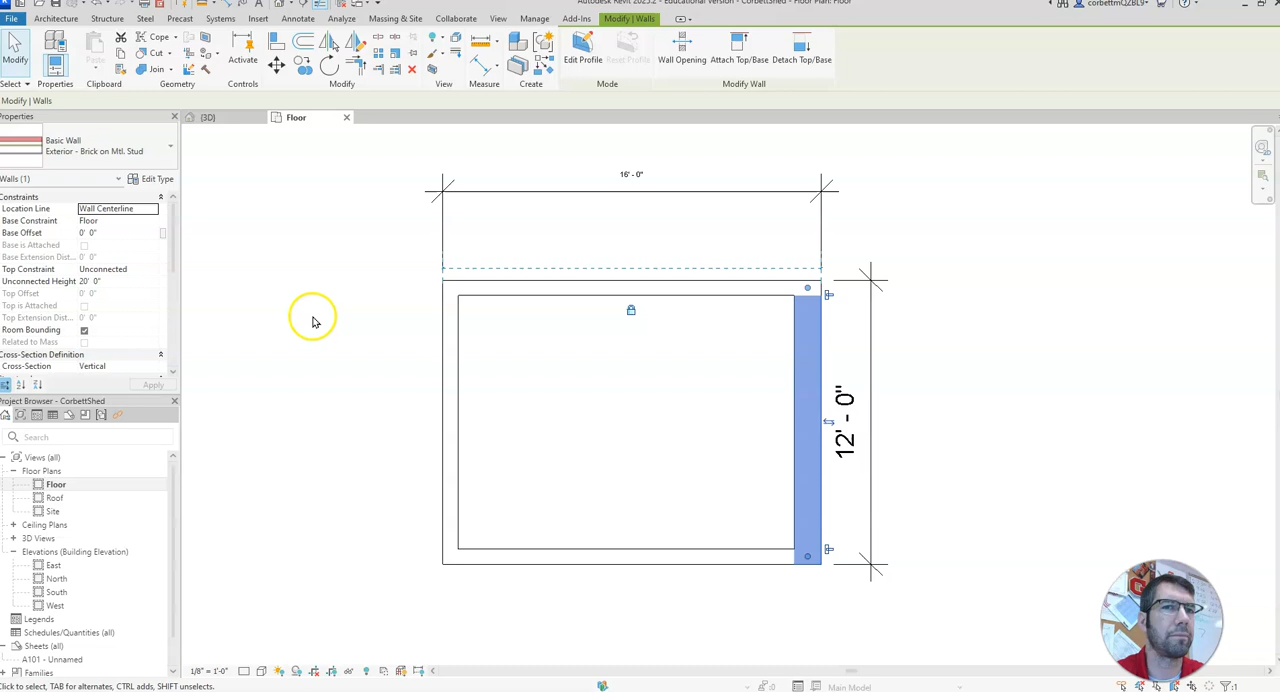 Autodesk Revit 2025.2 - Educational Version - CorbettShed - Floor Plan: Floor
corbettmQZBL9
File Architecture Structure Steel Precast Systems Insert Annotate Analyze Massing & Site Collaborate View Manage Add-Ins Modify | Walls
Modify Paste Cope Cut Join Activate Edit Profile Reset Profile Wall Opening Attach Top/Base Detach Top/Base
Select Properties Clipboard Geometry Controls Modify View Measure Create Mode Modify Wall
Modify | Walls
Properties
{3D} Floor
Basic Wall
Exterior - Brick on Mtl. Stud
Walls (1) Edit Type
Constraints
Location Line Wall Centerline
Base Constraint Floor
Base Offset 0' 0"
Base is Attached
Base Extension Dist... 0' 0"
Top Constraint Unconnected
Unconnected Height 20' 0"
Top Offset 0' 0"
Top is Attached
Top Extension Dist... 0' 0"
Room Bounding
Related to Mass
Cross-Section Definition
Cross-Section Vertical
Apply
Project Browser - CorbettShed
Search
Views (all)
Floor Plans
Floor
Roof
Site
Ceiling Plans
3D Views
Elevations (Building Elevation)
East
North
South
West
Legends
Schedules/Quantities (all)
Sheets (all)
A101 - Unnamed
Families
16' - 0"
12' - 0"
1/8" = 1'-0"
Click to select, TAB for alternates, CTRL adds, SHIFT unselects.
:0 Main Model :1